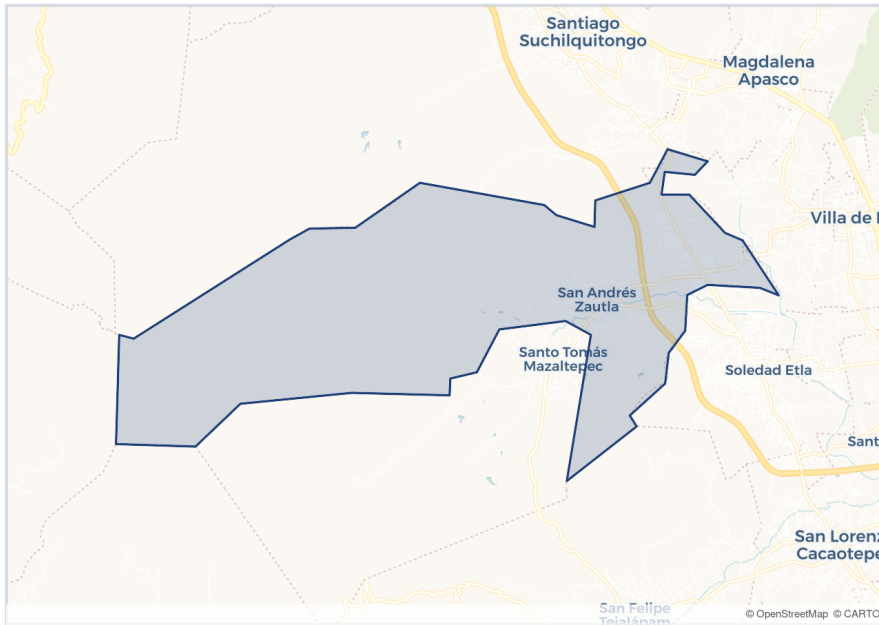 Santiago
Suchilquitongo
Magdalena
Apasco
Villa de
San Andrés
Zautla
Santo Tomás
Mazaltepec
Soledad Etla
Sant
San Lorenz
Cacaotepe
San Felipe
Tejalápam
© OpenStreetMap © CARTO